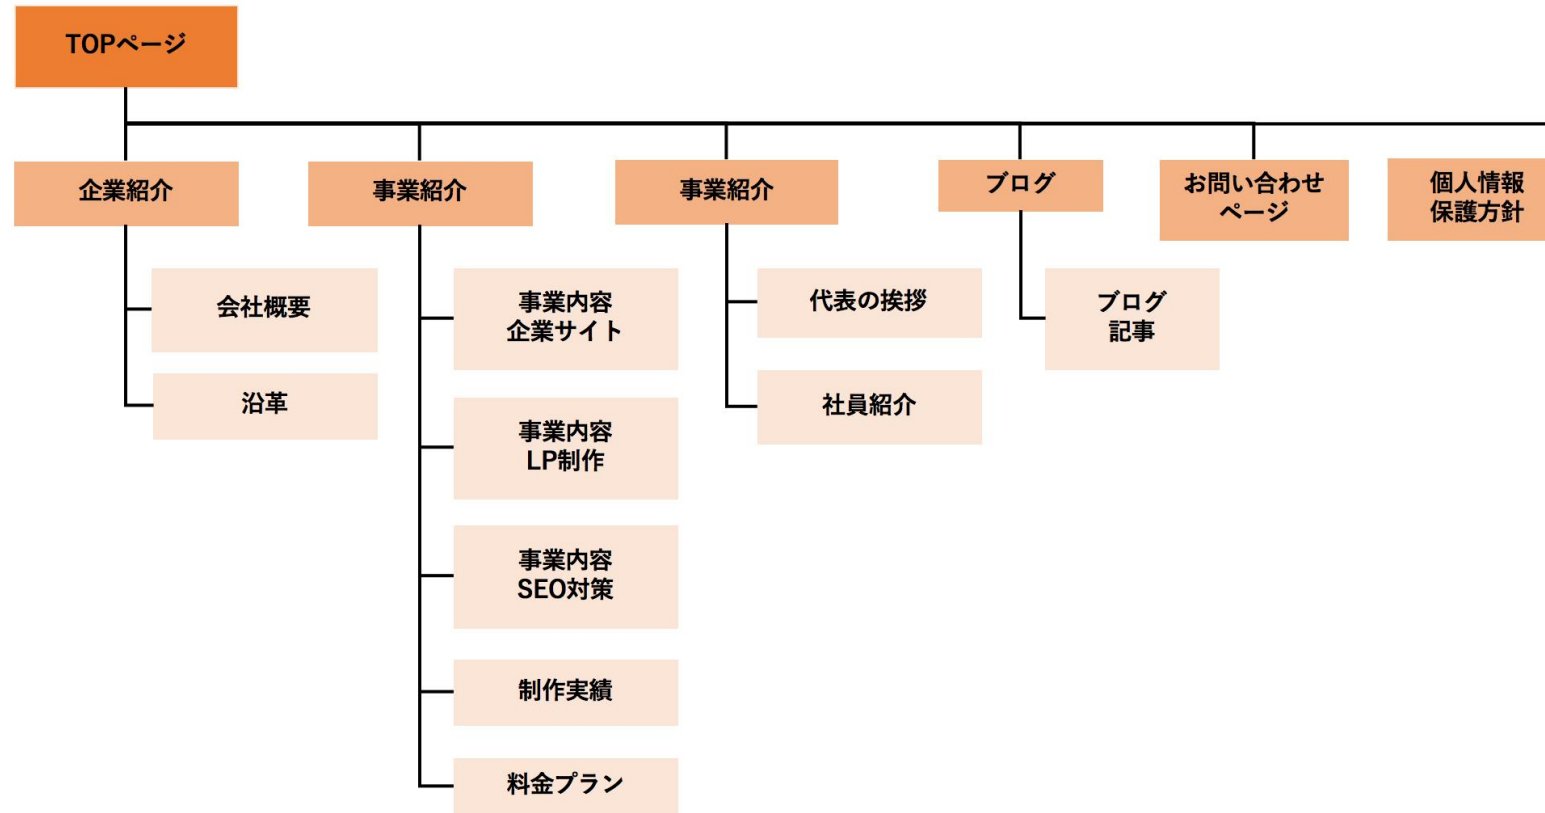 TOPページ
企業紹介
事業紹介
事業紹介
ブログ
お問い合わせ
ページ
個人情報
保護方針
会社概要
沿革
事業内容
企業サイト
事業内容
LP制作
事業内容
SEO対策
制作実績
料金プラン
代表の挨拶
社員紹介
ブログ
記事